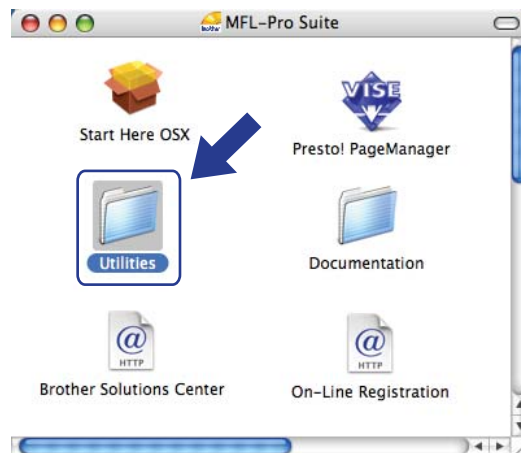 brother MFL-Pro Suite
Start Here OSX
VISE
Presto! PageManager
Utilities
Documentation
@
HTTP
@
HTTP
Brother Solutions Center
On-Line Registration